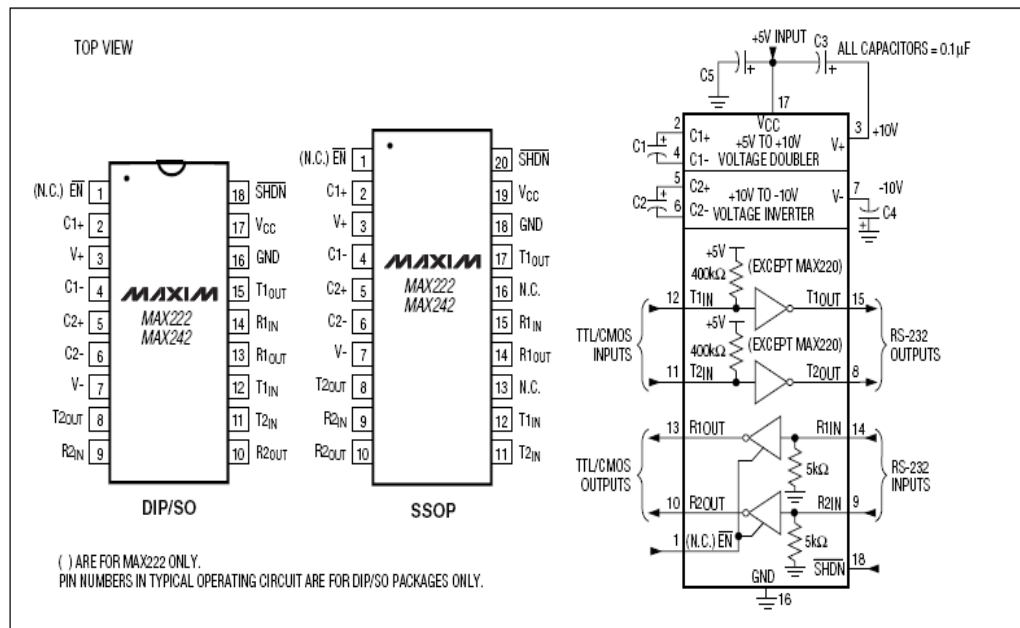 TOP VIEW
(N.C.) EN 1
C1+ 2
V+ 3
C1- 4
C2+ 5
C2- 6
V- 7
T2OUT 8
R2IN 9
18 SHDN
17 VCC
16 GND
15 T1OUT
14 R1IN
13 R1OUT
12 T1IN
11 T2IN
10 R2OUT
MAXIM
MAX222
MAX242
DIP/SO
(N.C.) EN 1
C1+ 2
V+ 3
C1- 4
C2+ 5
C2- 6
V- 7
T2OUT 8
R2IN 9
R2OUT 10
20 SHDN
19 VCC
18 GND
17 T1OUT
16 N.C.
15 R1IN
14 R1OUT
13 N.C.
12 T1IN
11 T2IN
MAXIM
MAX222
MAX242
SSOP
( ) ARE FOR MAX222 ONLY.
PIN NUMBERS IN TYPICAL OPERATING CIRCUIT ARE FOR DIP/SO PACKAGES ONLY.
+5V INPUT
C3
ALL CAPACITORS = 0.1µF
C5
+
+
17
VCC
2
C1+
+5V TO +10V
V+
3
+10V
C1
+
4
C1-
VOLTAGE DOUBLER
5
C2+
+10V TO -10V
V-
7
-10V
C2
+
6
C2-
VOLTAGE INVERTER
C4
+
+5V
400kΩ
(EXCEPT MAX220)
12
T1IN
T1OUT
15
TTL/CMOS
INPUTS
+5V
400kΩ
(EXCEPT MAX220)
RS-232
OUTPUTS
11
T2IN
T2OUT
8
13
R1OUT
R1IN
14
TTL/CMOS
OUTPUTS
5kΩ
RS-232
INPUTS
10
R2OUT
R2IN
9
1
(N.C.) EN
5kΩ
SHDN
18
GND
16